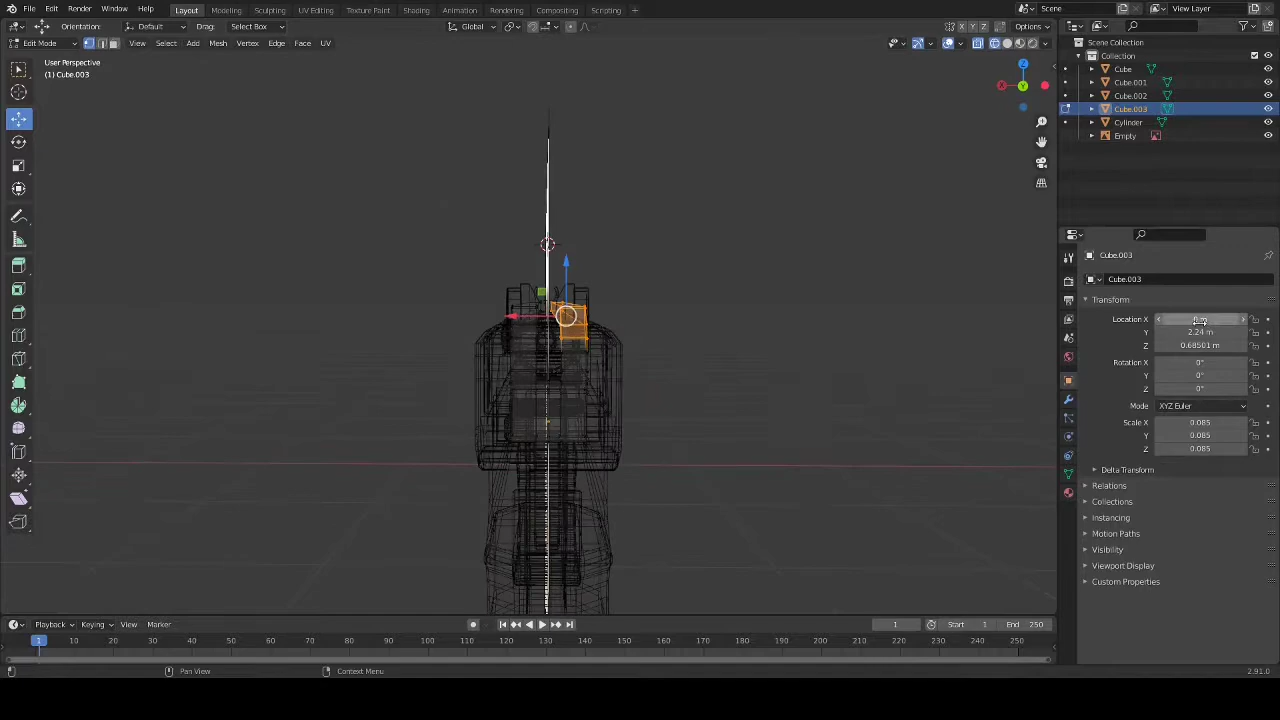 File Edit Render Window Help Layout Modeling Sculpting UV Editing Texture Paint Shading Animation Rendering Compositing Scripting + Scene View Layer
Orientation: Default Drag: Select Box Global X Y Z Options
Edit Mode View Select Add Mesh Vertex Edge Face UV
User Perspective
(1) Cube.003
Z
X
Y
Scene Collection
Collection
Cube
Cube.001
Cube.002
Cube.003
Cylinder
Empty
Cube.003
Cube.003
Transform
Location X
Y 2.24 m
Z 0.68501 m
Rotation X 0°
Y 0°
Z 0°
Mode XYZ Euler
Scale X 0.085
Y 0.085
Z 0.085
Delta Transform
Relations
Collections
Instancing
Motion Paths
Visibility
Viewport Display
Custom Properties
Playback Keying View Marker 1 Start 1 End 250
1 10 20 30 40 50 60 70 80 90 100 110 120 130 140 150 160 170 180 190 200 210 220 230 240 250
Pan View Context Menu 2.91.0